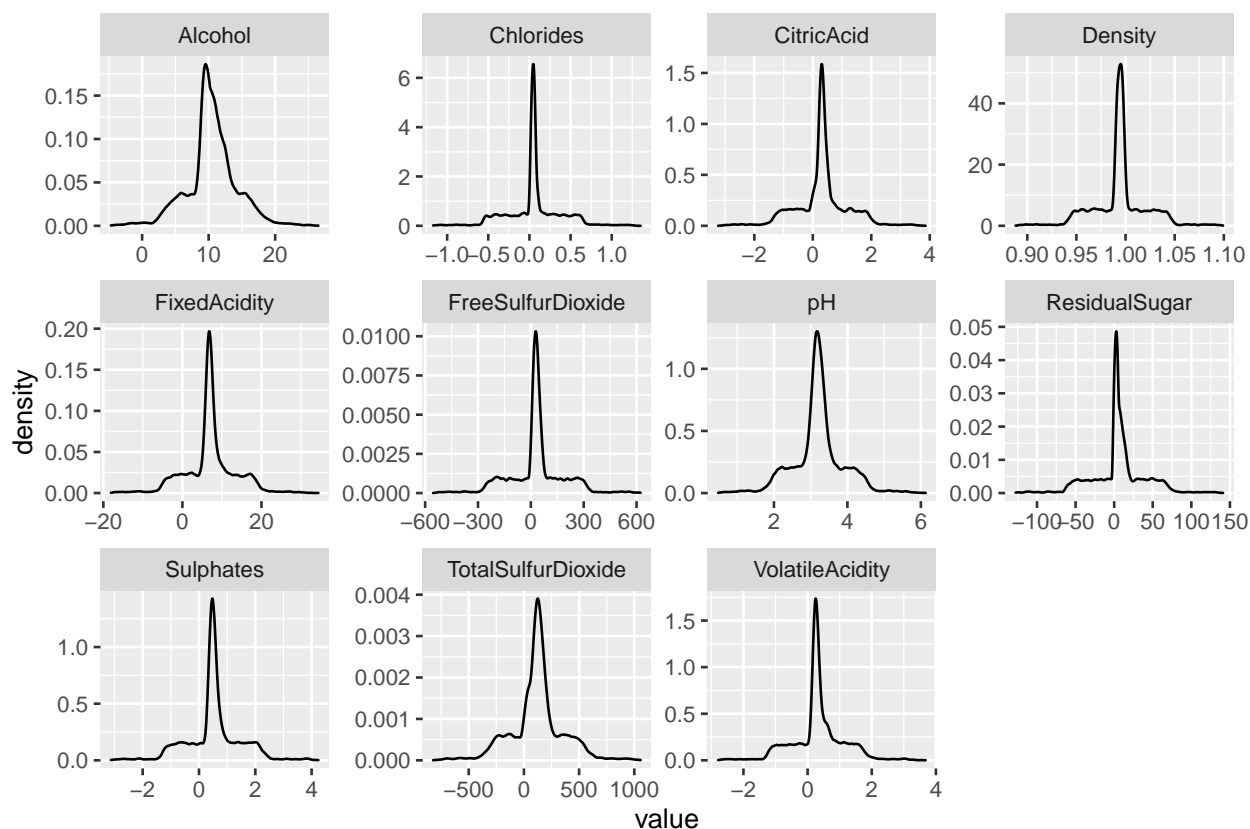 Alcohol Chlorides CitricAcid Density
0.15 6 1.5 40
0.10 4 1.0
0.05 2 0.5 20
0.00 0 0.0 0
0 10 20 −1.0−0.5 0.0 0.5 1.0 −2 0 2 4 0.90 0.95 1.00 1.05 1.10
FixedAcidity FreeSulfurDioxide pH ResidualSugar
0.20 0.0100 1.0 0.05
0.15 0.0075 0.04
0.10 0.0050 0.5 0.03
0.05 0.0025 0.02
0.00 0.0000 0.0 0.01
0.00
−20 0 20 −600−300 0 300 600 2 4 6 −100−50 0 50 100 150
density
Sulphates TotalSulfurDioxide VolatileAcidity
1.0 0.004 1.5
0.003 1.0
0.5 0.002 0.5
0.001
0.0 0.000 0.0
−2 0 2 4 −500 0 500 1000 −2 0 2 4
value